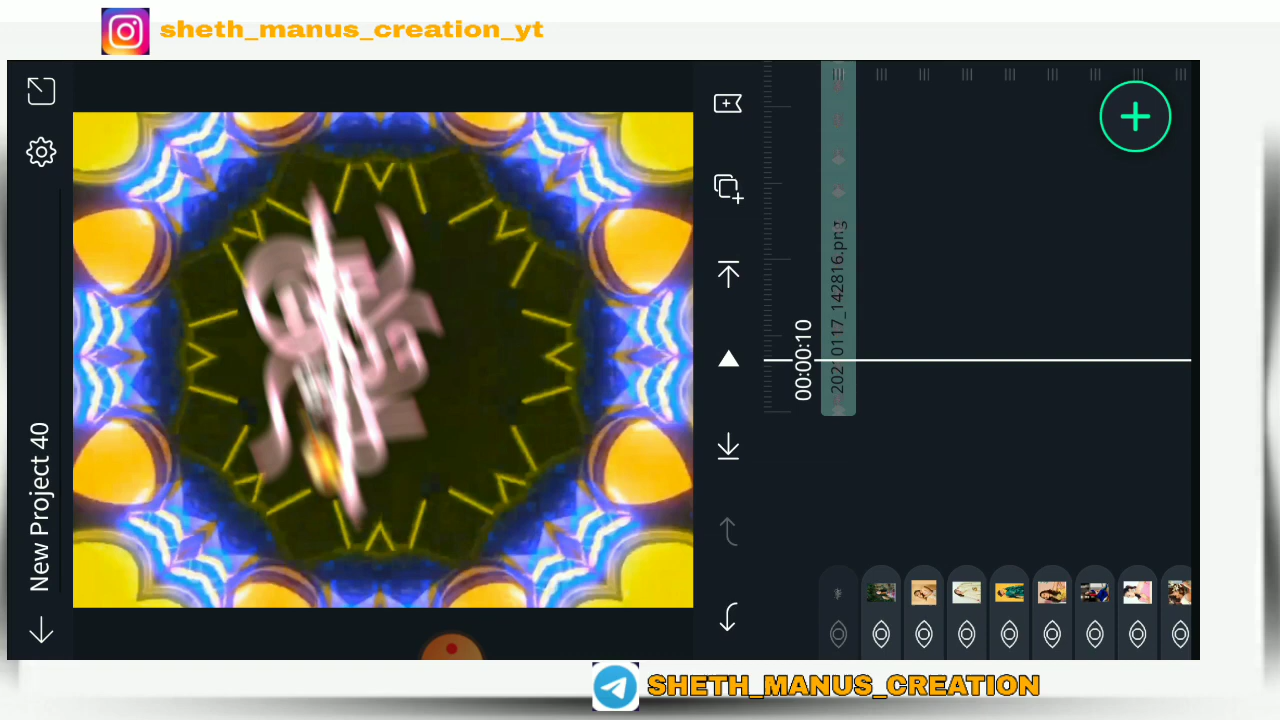 sheth_manus_creation_yt
New Project 40
00:00:10
20210117_142816.png
SHETH_MANUS_CREATION